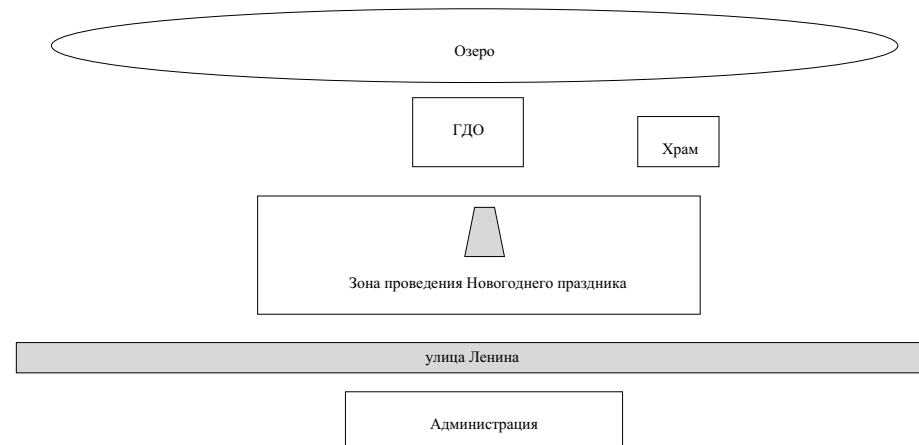 Озеро
ГДО
Храм
Зона проведения Новогоднего праздника
улица Ленина
Администрация